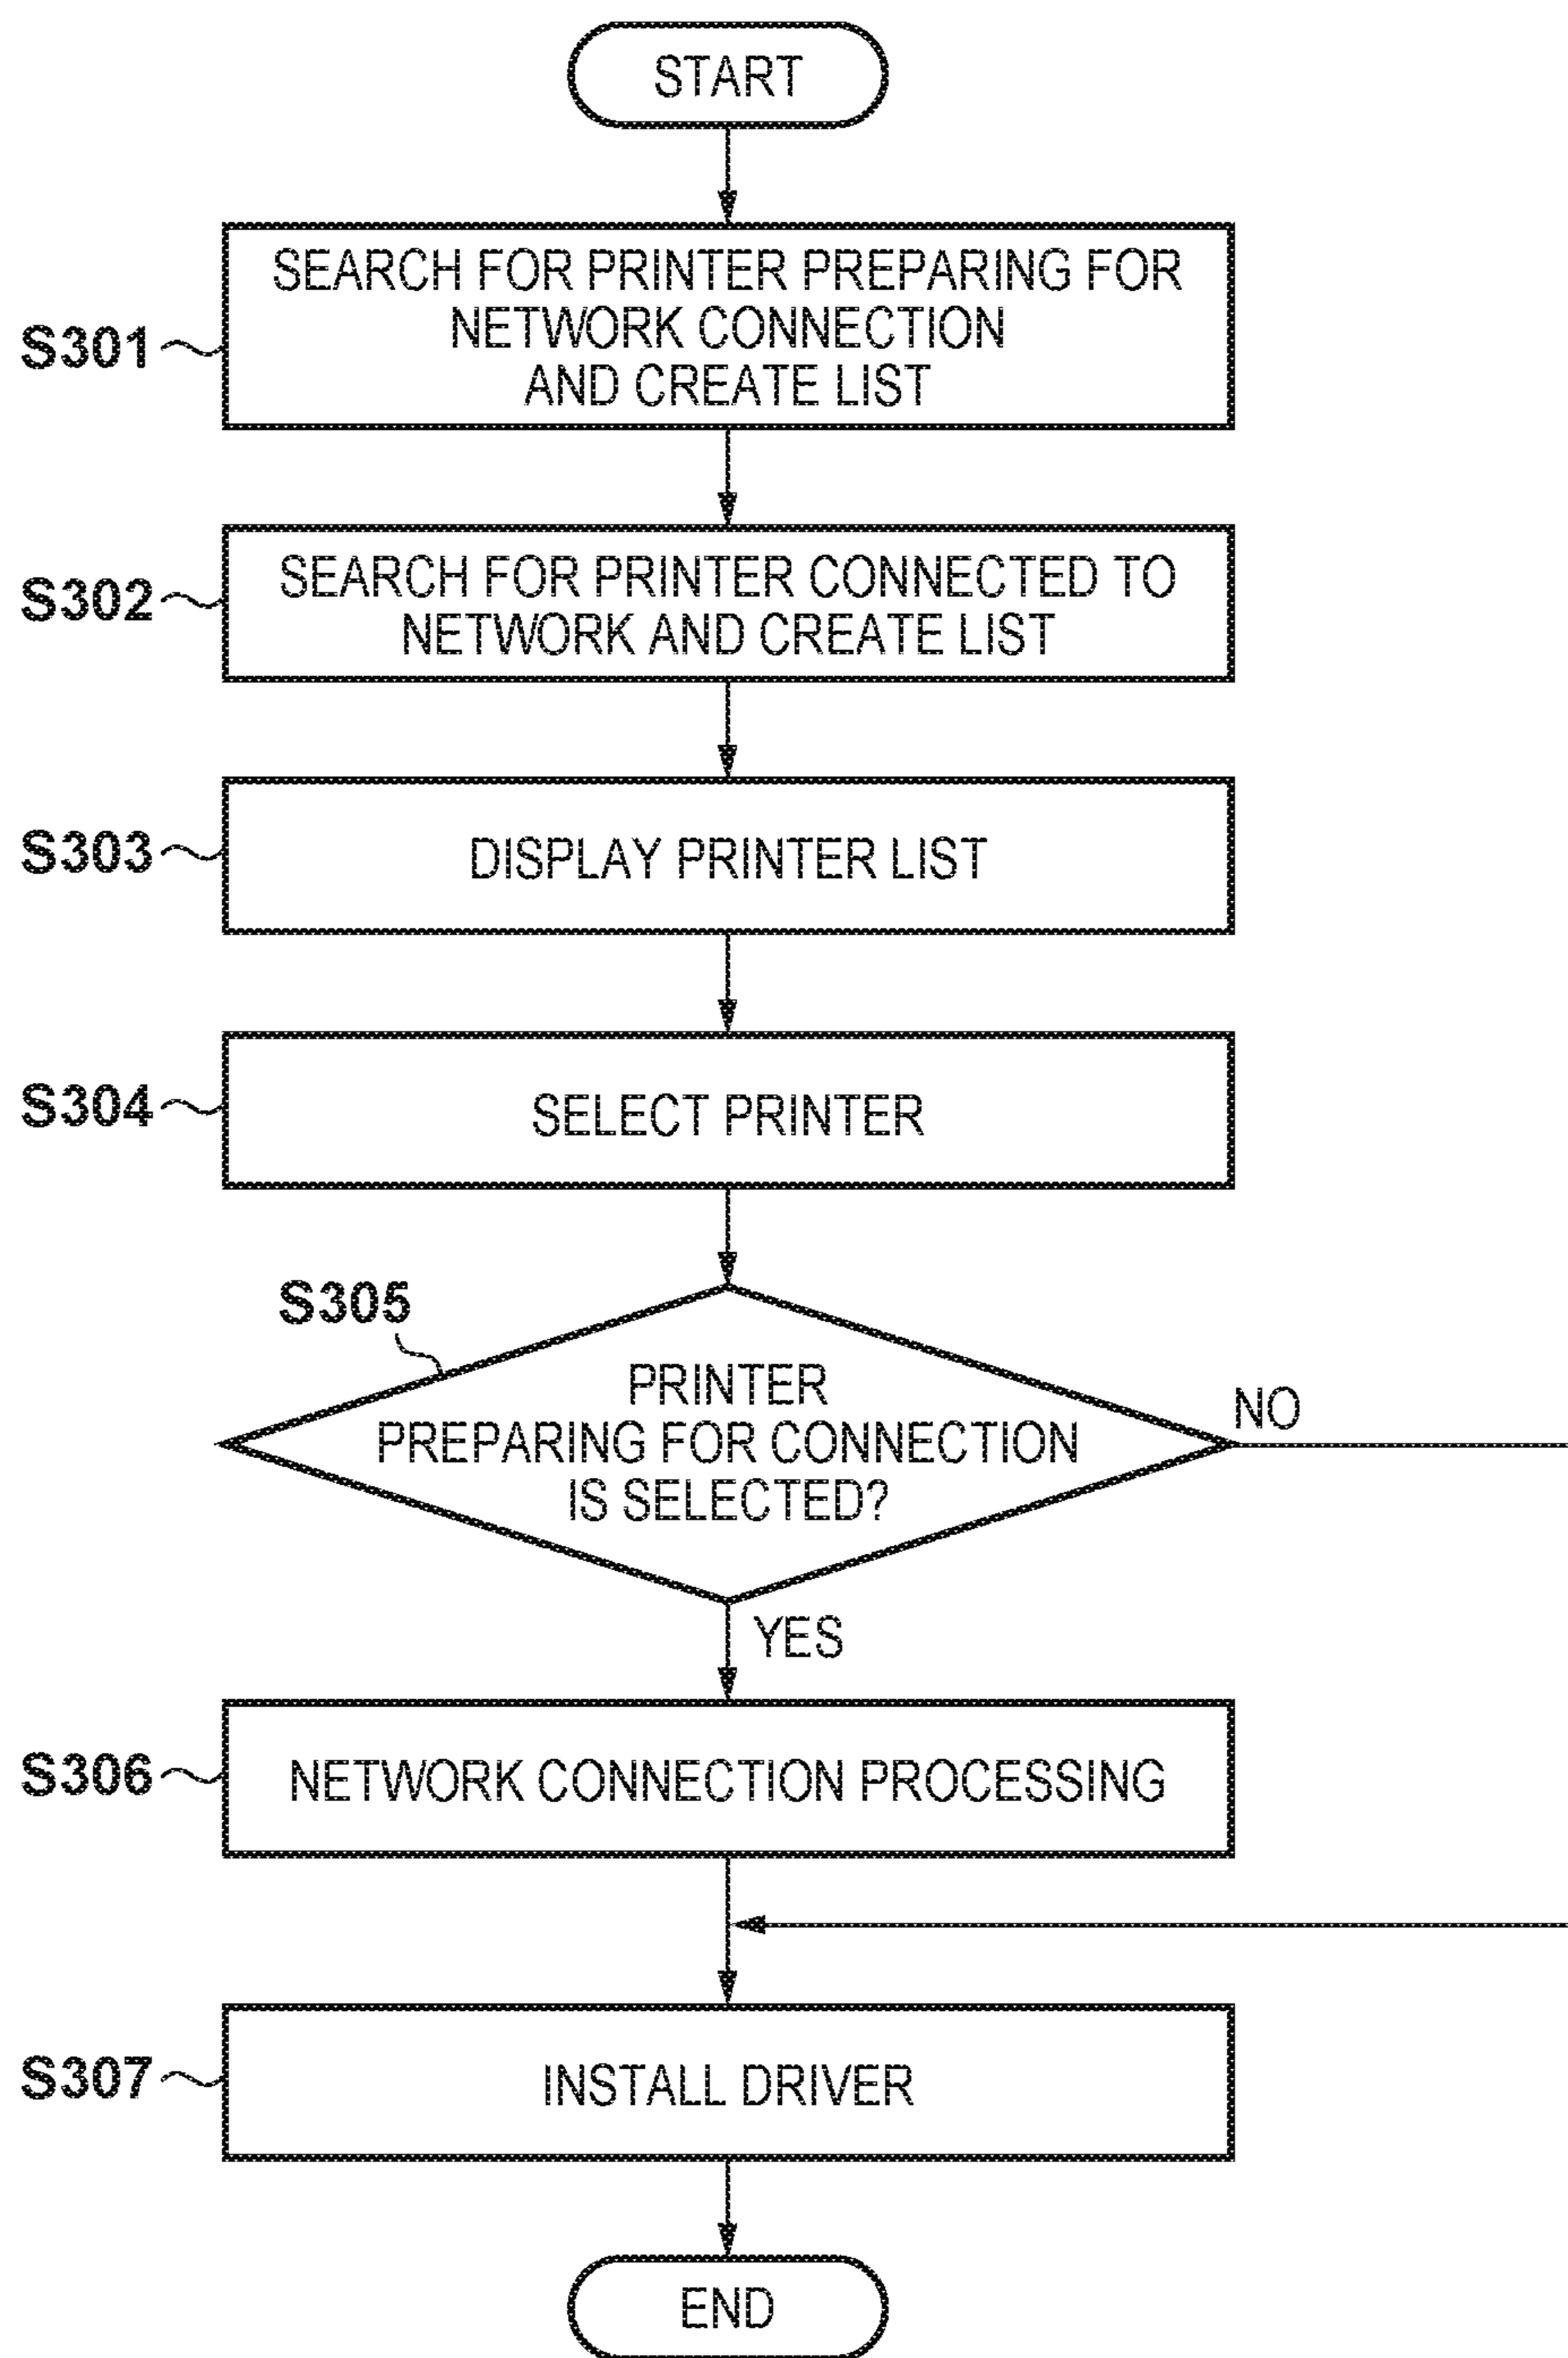 START
S301
SEARCH FOR PRINTER PREPARING FOR
NETWORK CONNECTION
AND CREATE LIST
S302
SEARCH FOR PRINTER CONNECTED TO
NETWORK AND CREATE LIST
S303
DISPLAY PRINTER LIST
S304
SELECT PRINTER
S305
PRINTER
PREPARING FOR CONNECTION
IS SELECTED?
NO
YES
S306
NETWORK CONNECTION PROCESSING
S307
INSTALL DRIVER
END